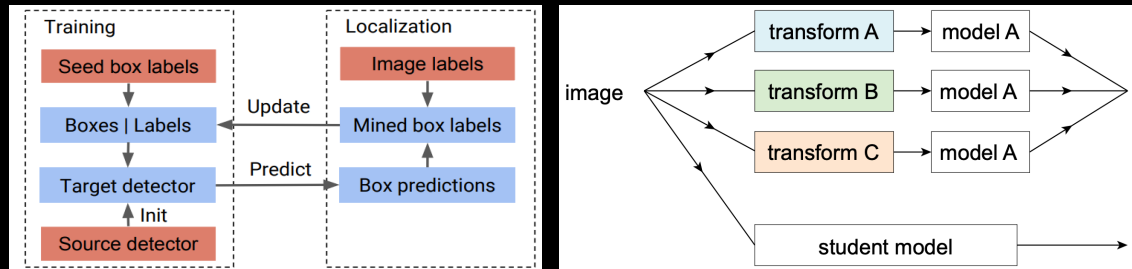 Training
Seed box labels
Boxes | Labels
Target detector
Init
Source detector
Update
Predict
Localization
Image labels
Mined box labels
Box predictions
image
transform A
model A
transform B
model A
transform C
model A
student model